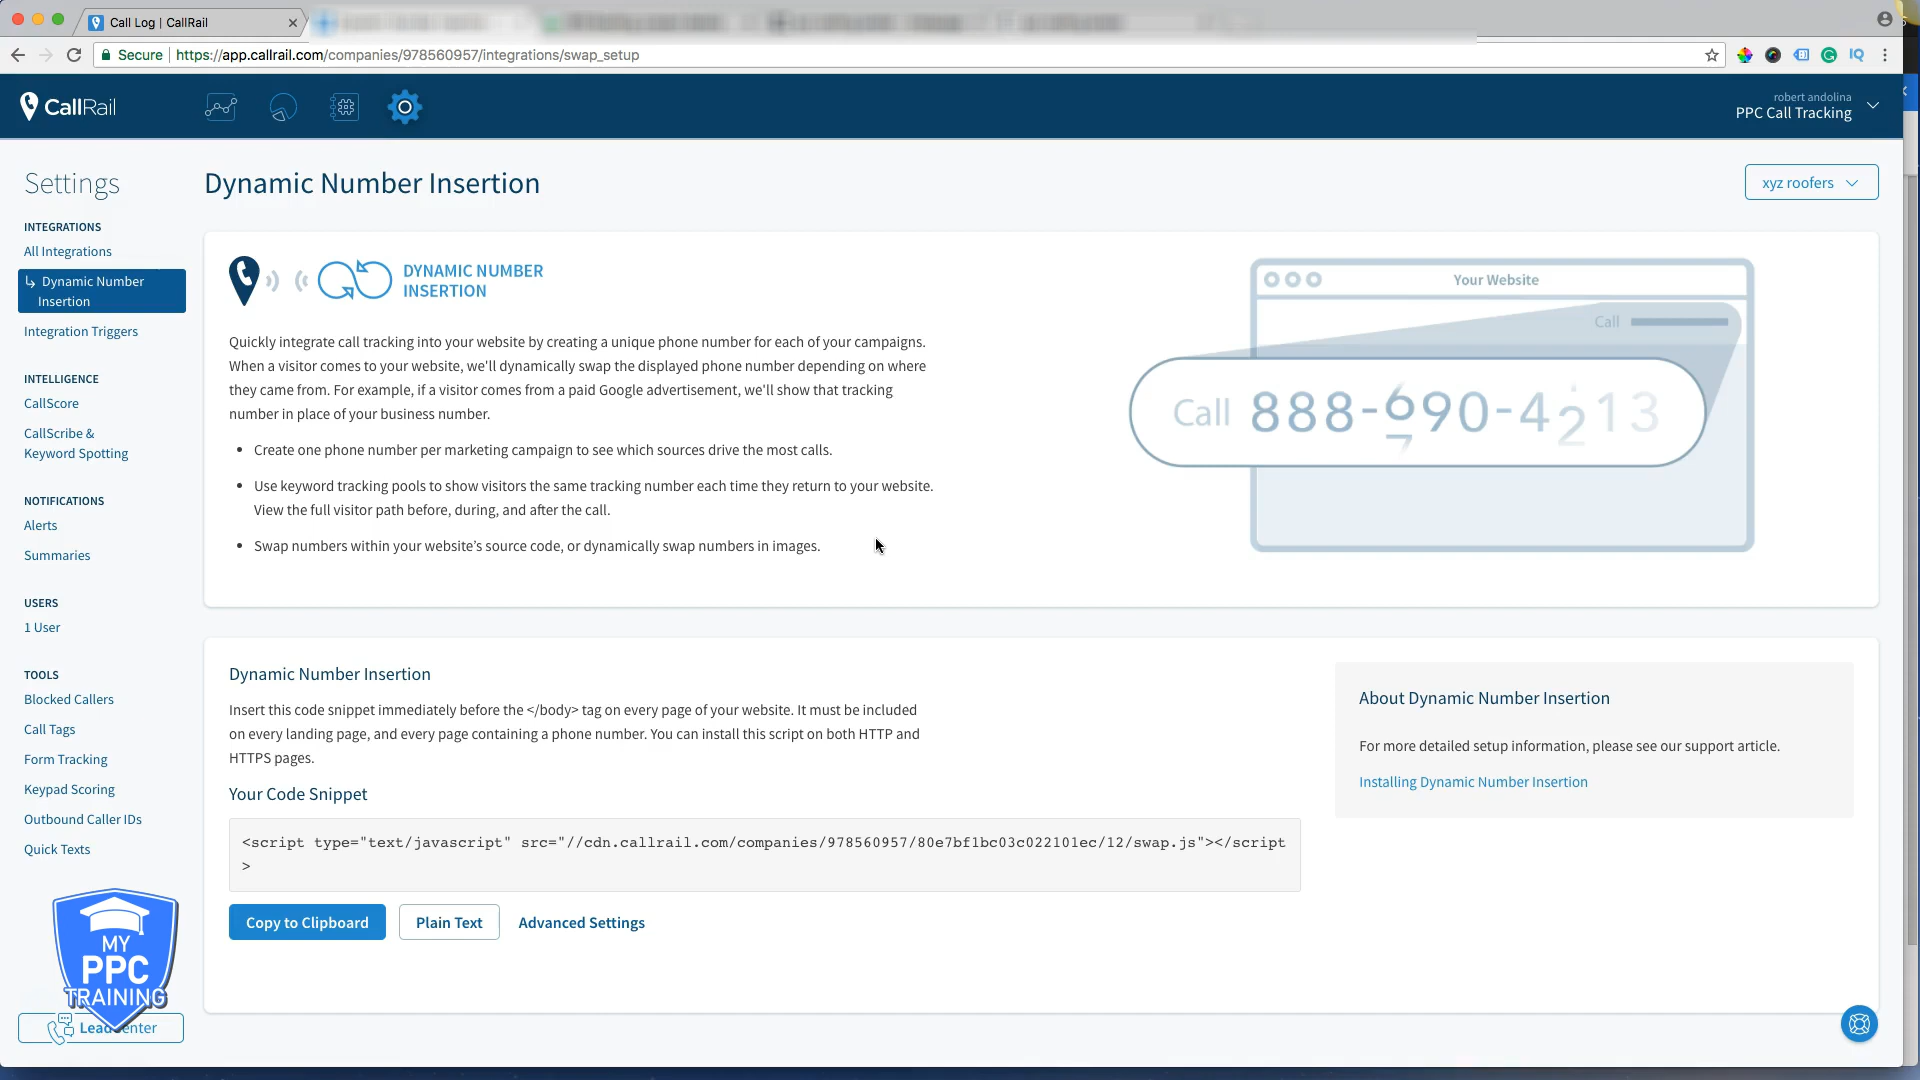 Call Log | CallRail
Secure
https://app.callrail.com/companies/978560957/integrations/swap_setup
IQ
CallRail
robert andolina
PPC Call Tracking
Settings
Dynamic Number Insertion
xyz roofers
INTEGRATIONS
All Integrations
Dynamic Number
Insertion
Integration Triggers
INTELLIGENCE
CallScore
CallScribe &
Keyword Spotting
NOTIFICATIONS
Alerts
Summaries
USERS
1 User
TOOLS
Blocked Callers
Call Tags
Form Tracking
Keypad Scoring
Outbound Caller IDs
Quick Texts
MY
PPC
TRAINING
DYNAMIC NUMBER
INSERTION
Quickly integrate call tracking into your website by creating a unique phone number for each of your campaigns.
When a visitor comes to your website, we'll dynamically swap the displayed phone number depending on where
they came from. For example, if a visitor comes from a paid Google advertisement, we'll show that tracking
number in place of your business number.
• Create one phone number per marketing campaign to see which sources drive the most calls.
• Use keyword tracking pools to show visitors the same tracking number each time they return to your website.
View the full visitor path before, during, and after the call.
• Swap numbers within your website's source code, or dynamically swap numbers in images.
Your Website
Call
Call 888-690-4213
7
Dynamic Number Insertion
Insert this code snippet immediately before the </body> tag on every page of your website. It must be included
on every landing page, and every page containing a phone number. You can install this script on both HTTP and
HTTPS pages.
Your Code Snippet
<script type="text/javascript" src="//cdn.callrail.com/companies/978560957/80e7bf1bc03c022101ec/12/swap.js"></script
>
Copy to Clipboard
Plain Text
Advanced Settings
About Dynamic Number Insertion
For more detailed setup information, please see our support article.
Installing Dynamic Number Insertion